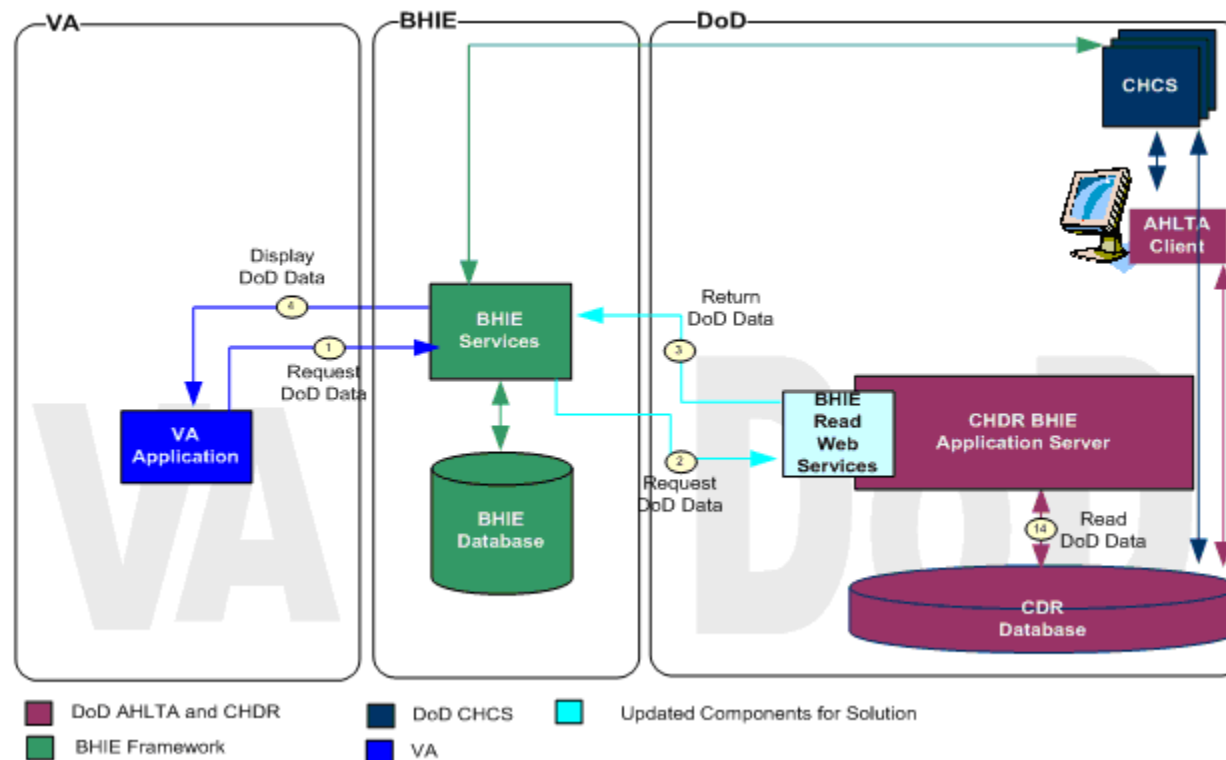 VA
BHIE
DoD
CHCS
AHLTA
Client
Display
DoD Data
4
BHIE
Services
Return
DoD Data
1
3
Request
DoD Data
VA
Application
BHIE
Read
Web
Services
CHDR BHIE
Application Server
2
Request
DoD Data
BHIE
Database
14
Read
DoD Data
CDR
Database
VA
DoD
DoD AHLTA and CHDR
DoD CHCS
Updated Components for Solution
BHIE Framework
VA